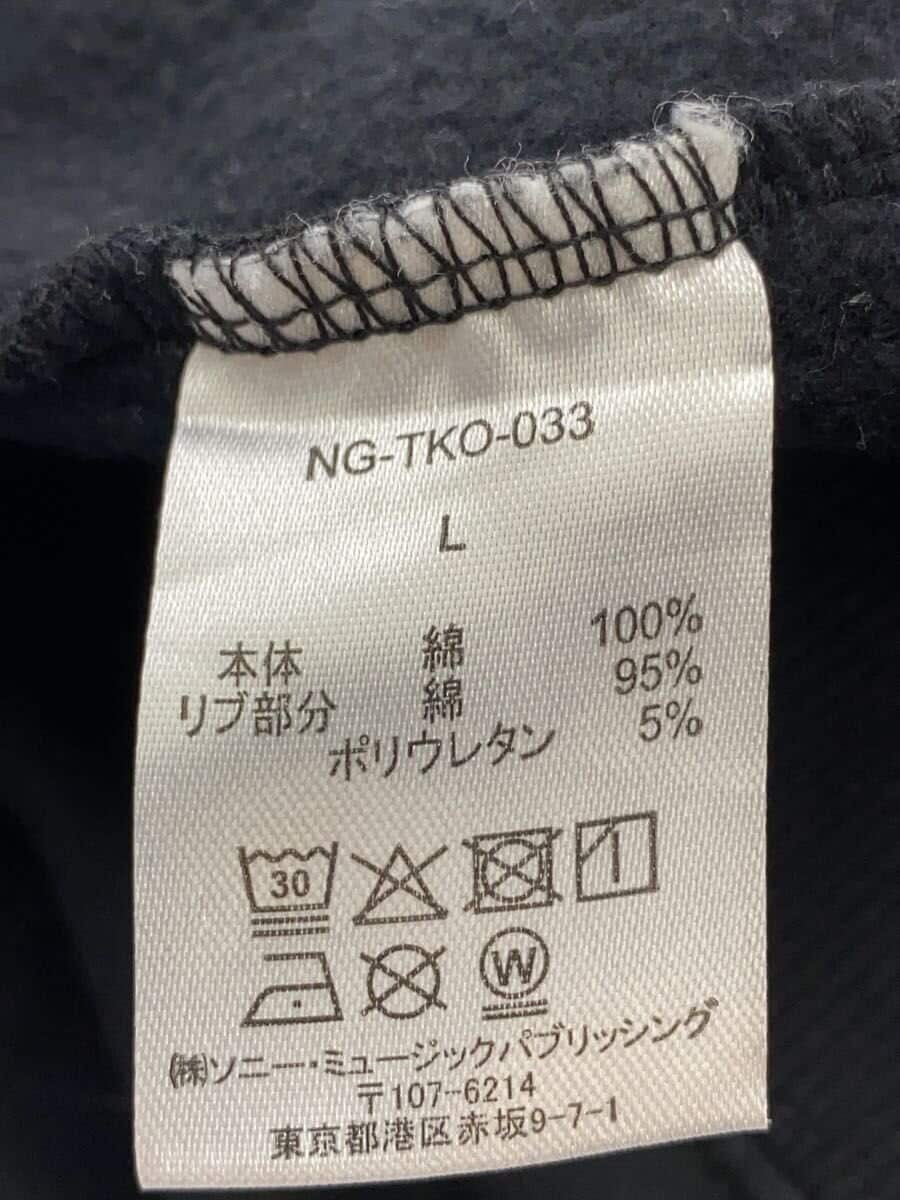 NG-TKO-033
L
本体 綿 100%
リブ部分 綿 95%
ポリウレタン 5%
30
W
㈱ソニー・ミュージックパブリッシング
〒107-6214
東京都港区赤坂9-7-1